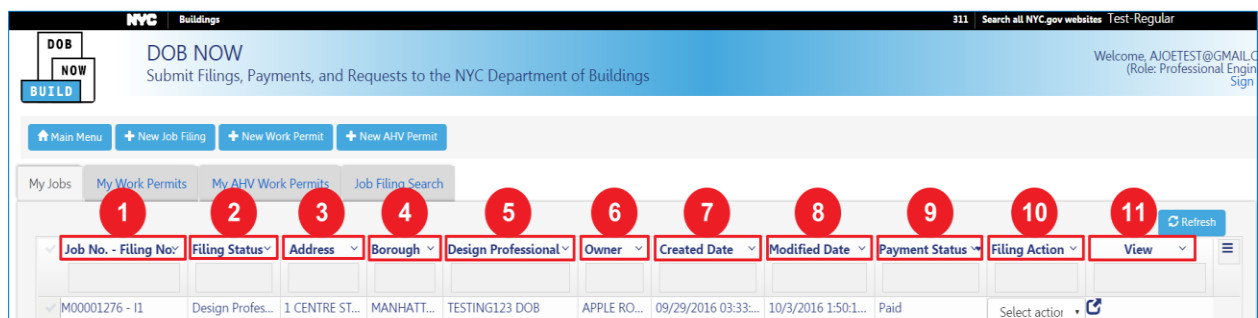 NYC Buildings 311 Search all NYC.gov websites Test-Regular
DOB
NOW
BUILD
DOB NOW
Submit Filings, Payments, and Requests to the NYC Department of Buildings
Welcome, AJOETEST@GMAIL.C
(Role: Professional Engin
Sign
Main Menu + New Job Filing + New Work Permit + New AHV Permit
My Jobs My Work Permits My AHV Work Permits Job Filing Search
1 2 3 4 5 6 7 8 9 10 11
Refresh
Job No. - Filing No. Filing Status Address Borough Design Professional Owner Created Date Modified Date Payment Status Filing Action View
M00001276 - I1 Design Profes... 1 CENTRE ST... MANHATT... TESTING123 DOB APPLE RO... 09/29/2016 03:33:... 10/3/2016 1:50:1... Paid Select action